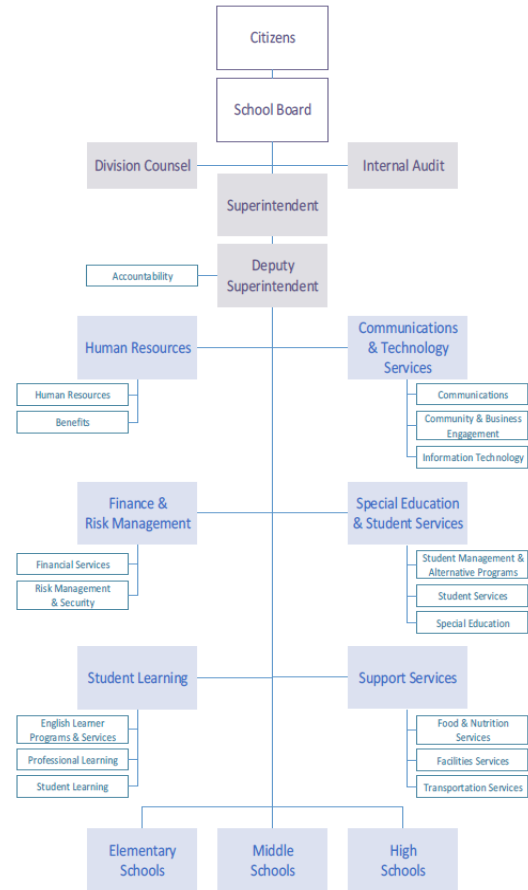 Citizens
School Board
Division Counsel
Internal Audit
Superintendent
Deputy
Superintendent
Accountability
Human Resources
Human Resources
Benefits
Communications
& Technology
Services
Communications
Community & Business
Engagement
Information Technology
Finance &
Risk Management
Financial Services
Risk Management
& Security
Special Education
& Student Services
Student Management &
Alternative Programs
Student Services
Special Education
Student Learning
English Learner
Programs & Services
Professional Learning
Student Learning
Support Services
Food & Nutrition
Services
Facilities Services
Transportation Services
Elementary
Schools
Middle
Schools
High
Schools